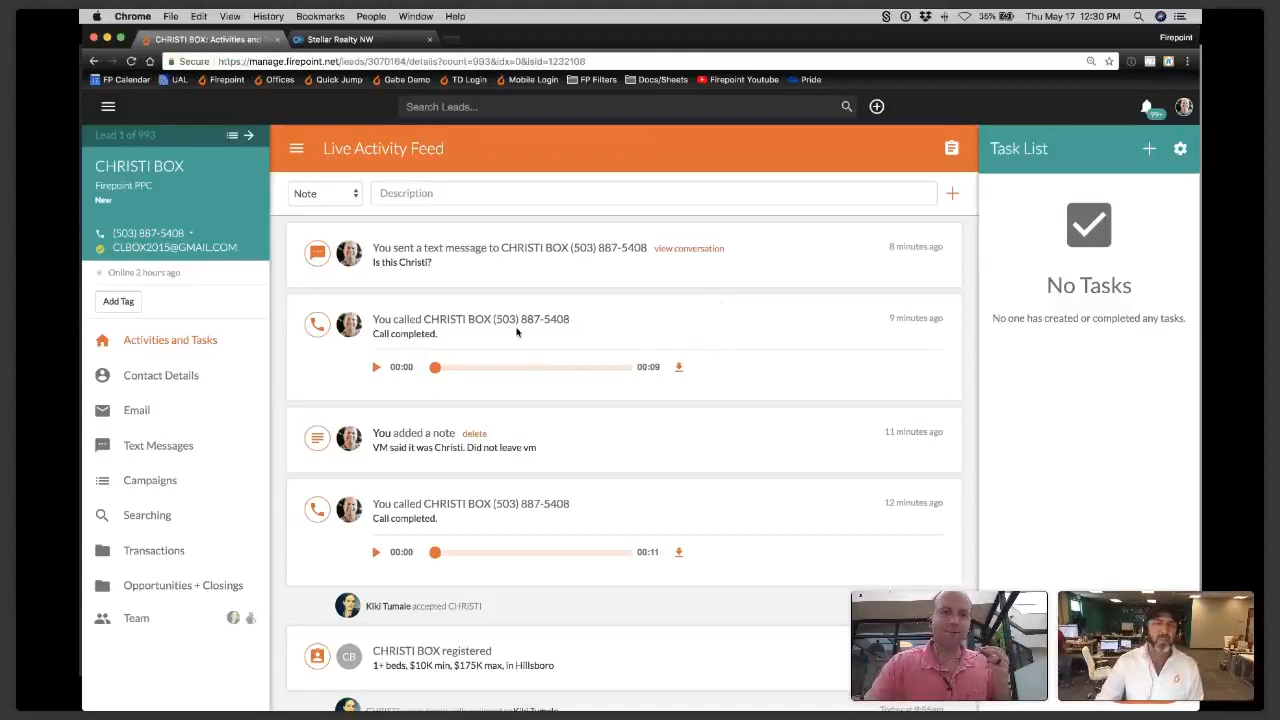 Chrome File Edit View History Bookmarks People Window Help
35% Thu May 17 12:30 PM
CHRISTI BOX: Activities and
Stellar Realty NW
Firepoint
Secure https://manage.firepoint.net/leads/3070164/details?count=993&idx=0&lsid=1232108
FP Calendar UAL Firepoint Offices Quick Jump Gabe Demo TD Login Mobile Login FP Filters Docs/Sheets Firepoint Youtube Pride
Search Leads...
99+
Lead 1 of 993
CHRISTI BOX
Firepoint PPC
New
(503) 887-5408
CLBOX2015@GMAIL.COM
Online 2 hours ago
Add Tag
Activities and Tasks
Contact Details
Email
Text Messages
Campaigns
Searching
Transactions
Opportunities + Closings
Team
Live Activity Feed
Note
Description
You sent a text message to CHRISTI BOX (503) 887-5408 view conversation
8 minutes ago
Is this Christi?
You called CHRISTI BOX (503) 887-5408
9 minutes ago
Call completed.
00:00
00:09
You added a note delete
11 minutes ago
VM said it was Christi. Did not leave vm
You called CHRISTI BOX (503) 887-5408
12 minutes ago
Call completed.
00:00
00:11
Kiki Tumale accepted CHRISTI
CB
CHRISTI BOX registered
1+ beds, $10K min, $175K max, in Hillsboro
Kiki Tumale
Today at 9:56am
Task List
No Tasks
No one has created or completed any tasks.